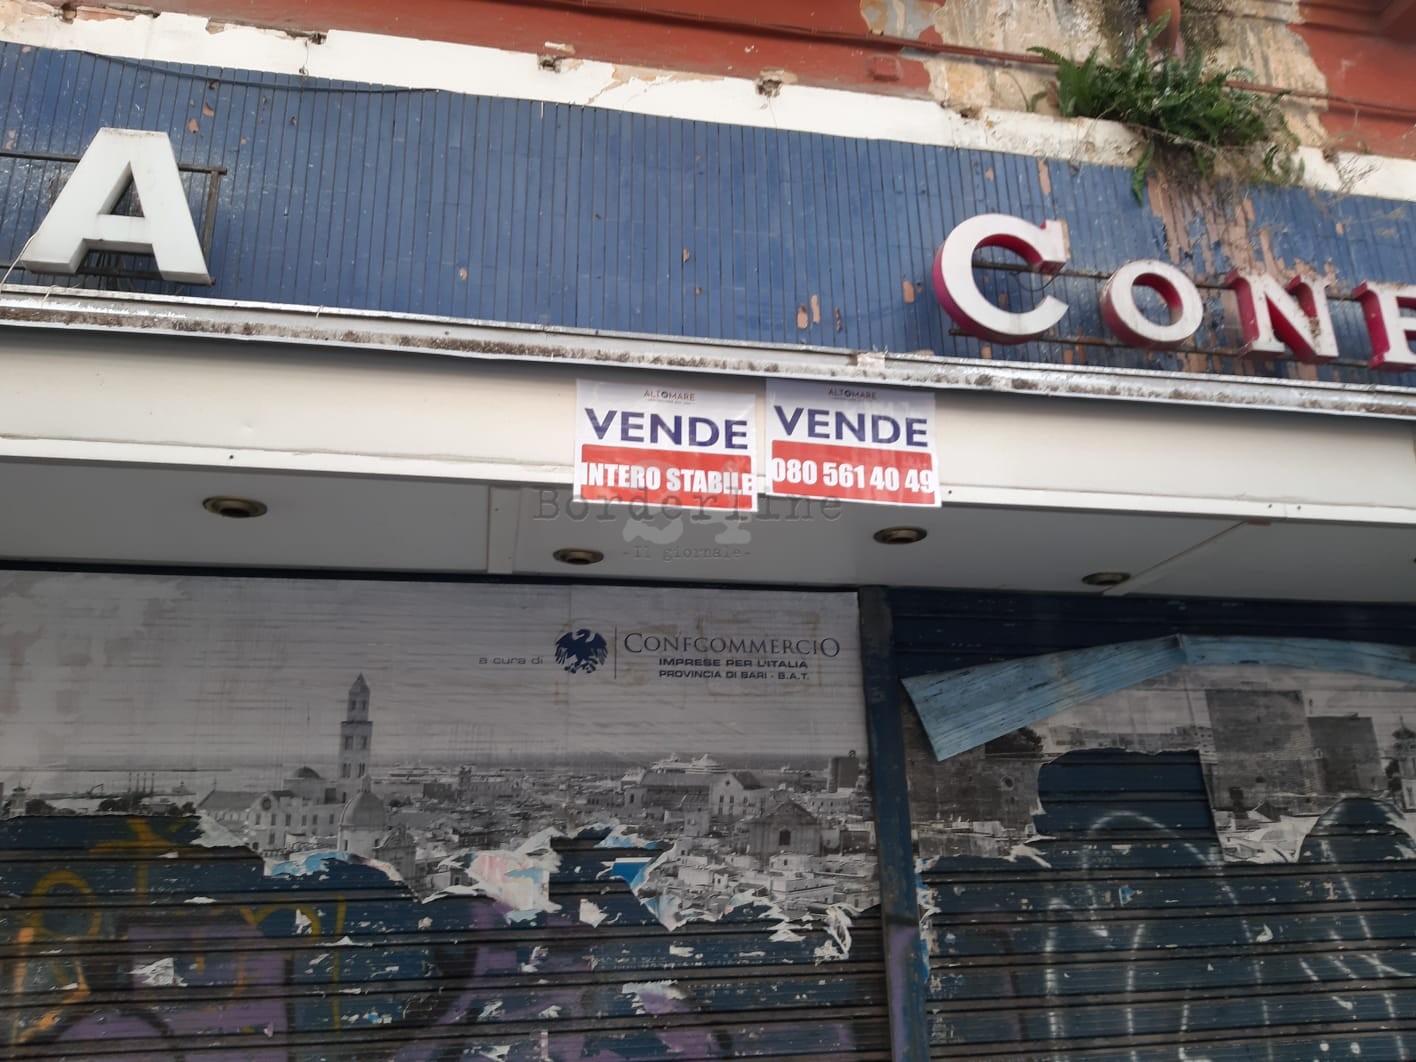 A
CONF
ALTOMARE
VENDE
INTERO STABILE
ALTOMARE
VENDE
080 561 40 49
Borderline
-Il giornale-
a cura di
CONFCOMMERCIO
IMPRESE PER L'ITALIA
PROVINCIA DI BARI - B.A.T.